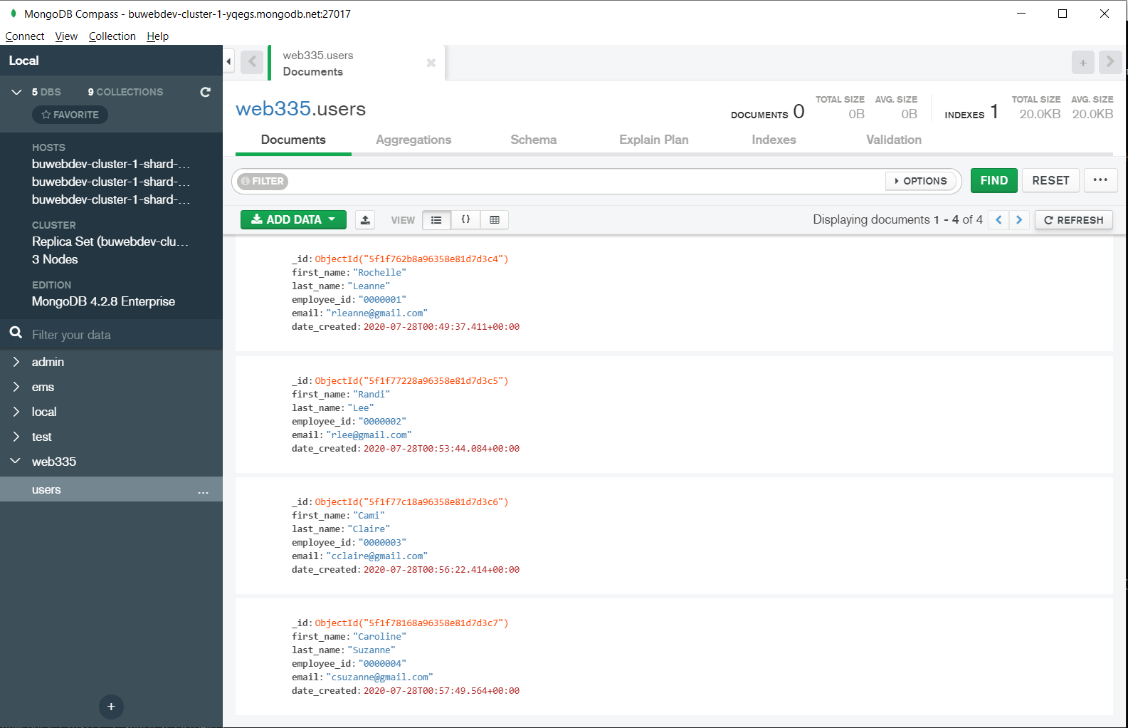 MongoDB Compass - buwebdev-cluster-1-yqegs.mongodb.net:27017
Connect View Collection Help
Local
5 DBS 9 COLLECTIONS
FAVORITE
HOSTS
buwebdev-cluster-1-shard-...
buwebdev-cluster-1-shard-...
buwebdev-cluster-1-shard-...
CLUSTER
Replica Set (buwebdev-clu...
3 Nodes
EDITION
MongoDB 4.2.8 Enterprise
Filter your data
admin
ems
local
test
web335
users ...
+
web335.users
Documents
+
web335.users
DOCUMENTS 0 TOTAL SIZE 0B AVG. SIZE 0B INDEXES 1 TOTAL SIZE 20.0KB AVG. SIZE 20.0KB
Documents Aggregations Schema Explain Plan Indexes Validation
FILTER OPTIONS FIND RESET ...
ADD DATA VIEW {} Displaying documents 1 - 4 of 4 < > REFRESH
_id: ObjectId("5f1f762b8a96358e81d7d3c4")
first_name: "Rochelle"
last_name: "Leanne"
employee_id: "0000001"
email: "rleanne@gmail.com"
date_created: 2020-07-28T00:49:37.411+00:00
_id: ObjectId("5f1f77228a96358e81d7d3c5")
first_name: "Randi"
last_name: "Lee"
employee_id: "0000002"
email: "rlee@gmail.com"
date_created: 2020-07-28T00:53:44.084+00:00
_id: ObjectId("5f1f77c18a96358e81d7d3c6")
first_name: "Cami"
last_name: "Claire"
employee_id: "0000003"
email: "cclaire@gmail.com"
date_created: 2020-07-28T00:56:22.414+00:00
_id: ObjectId("5f1f78168a96358e81d7d3c7")
first_name: "Caroline"
last_name: "Suzanne"
employee_id: "0000004"
email: "csuzanne@gmail.com"
date_created: 2020-07-28T00:57:49.564+00:00